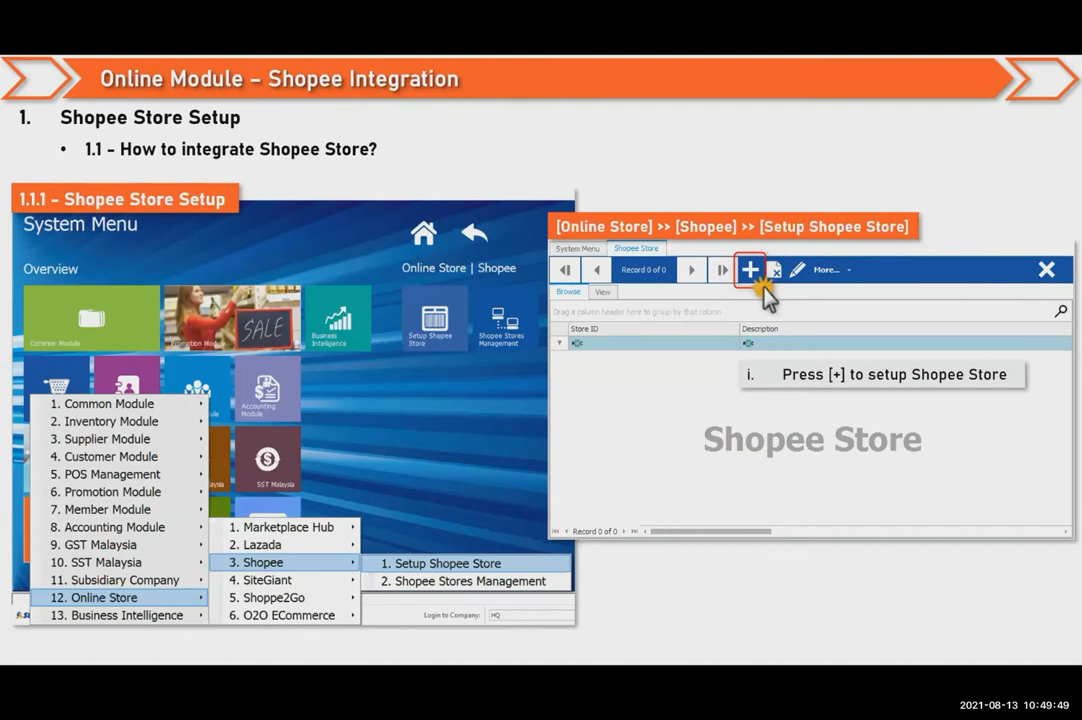 Online Module – Shopee Integration
1. Shopee Store Setup
• 1.1 - How to integrate Shopee Store?
1.1.1 - Shopee Store Setup
System Menu
Overview
Online Store | Shopee
Common Module
SALE
Business Intelligence
Setup Shopee Store
Shopee Stores Management
Accounting Module
SST Malaysia
1. Common Module
2. Inventory Module
3. Supplier Module
4. Customer Module
5. POS Management
6. Promotion Module
7. Member Module
8. Accounting Module
9. GST Malaysia
10. SST Malaysia
11. Subsidiary Company
12. Online Store
13. Business Intelligence
1. Marketplace Hub
2. Lazada
3. Shopee
4. SiteGiant
5. Shoppe2Go
6. O2O ECommerce
1. Setup Shopee Store
2. Shopee Stores Management
Login to Company: HQ
[Online Store] >> [Shopee] >> [Setup Shopee Store]
System Menu Shopee Store
Record 0 of 0
More...
Browse View
Drag a column header here to group by that column
Store ID Description
i. Press [+] to setup Shopee Store
Shopee Store
Record 0 of 0
2021-08-13 10:49:49